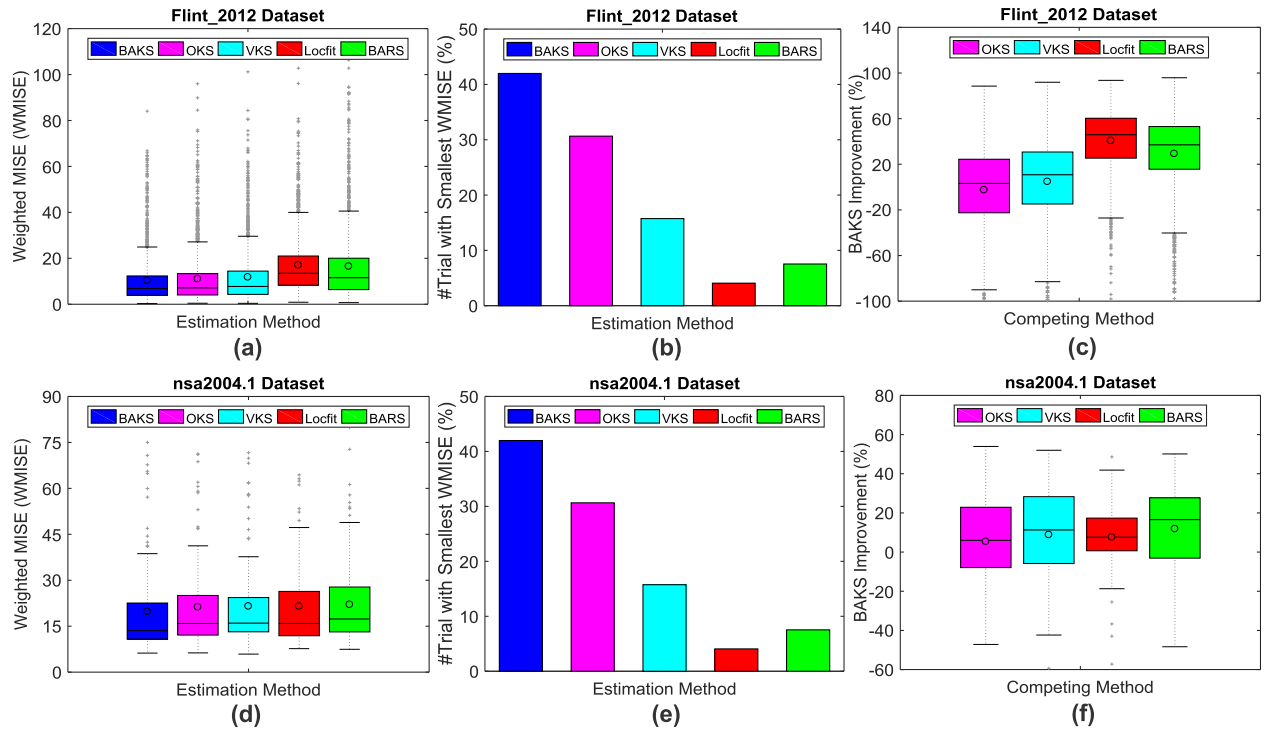 Flint_2012 Dataset
Weighted MISE (WMISE)
120
100
80
60
40
20
0
BAKS OKS VKS Locfit BARS
Estimation Method
(a)
Flint_2012 Dataset
#Trial with Smallest WMISE (%)
50
40
30
20
10
0
BAKS OKS VKS Locfit BARS
Estimation Method
(b)
Flint_2012 Dataset
BAKS Improvement (%)
140
100
60
20
-20
-60
-100
OKS VKS Locfit BARS
Competing Method
(c)
nsa2004.1 Dataset
Weighted MISE (WMISE)
90
75
60
45
30
15
0
BAKS OKS VKS Locfit BARS
Estimation Method
(d)
nsa2004.1 Dataset
#Trial with Smallest WMISE (%)
50
40
30
20
10
0
BAKS OKS VKS Locfit BARS
Estimation Method
(e)
nsa2004.1 Dataset
BAKS Improvement (%)
80
60
40
20
0
-20
-40
-60
OKS VKS Locfit BARS
Competing Method
(f)